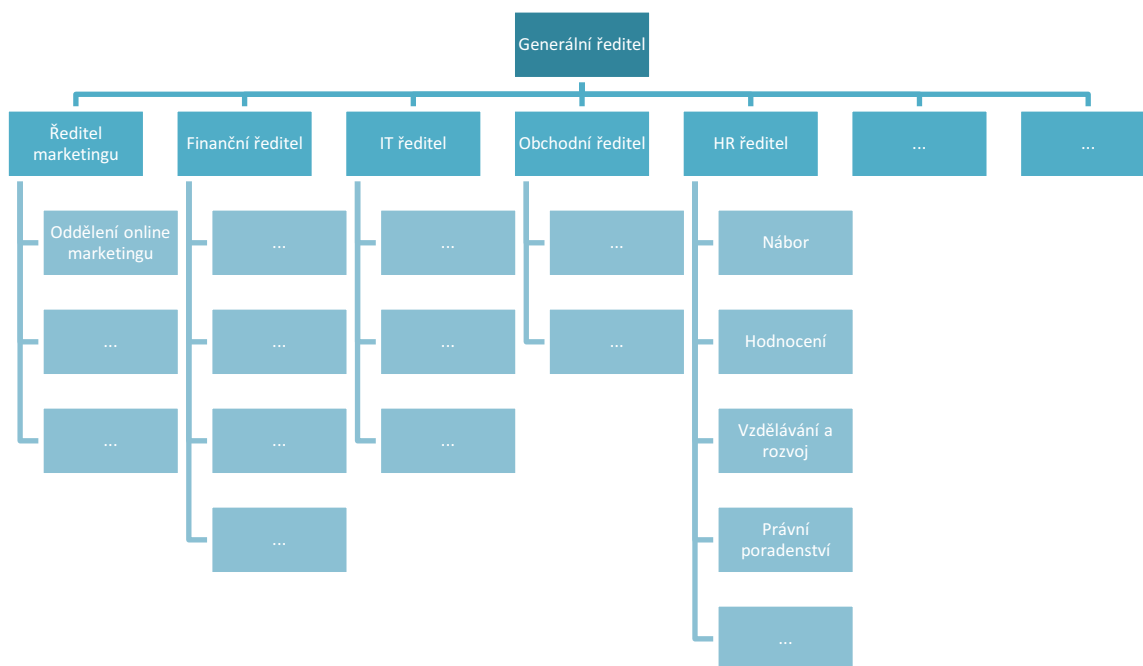 Generální ředitel
Ředitel
marketingu
Finanční ředitel
IT ředitel
Obchodní ředitel
HR ředitel
...
...
Oddělení online
marketingu
...
...
...
Nábor
...
...
...
...
Hodnocení
...
...
...
Vzdělávání a
rozvoj
...
Právní
poradenství
...